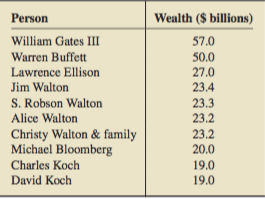 Person Wealth ($ billions)
William Gates III 57.0
Warren Buffett 50.0
Lawrence Ellison 27.0
Jim Walton 23.4
S. Robson Walton 23.3
Alice Walton 23.2
Christy Walton & family 23.2
Michael Bloomberg 20.0
Charles Koch 19.0
David Koch 19.0